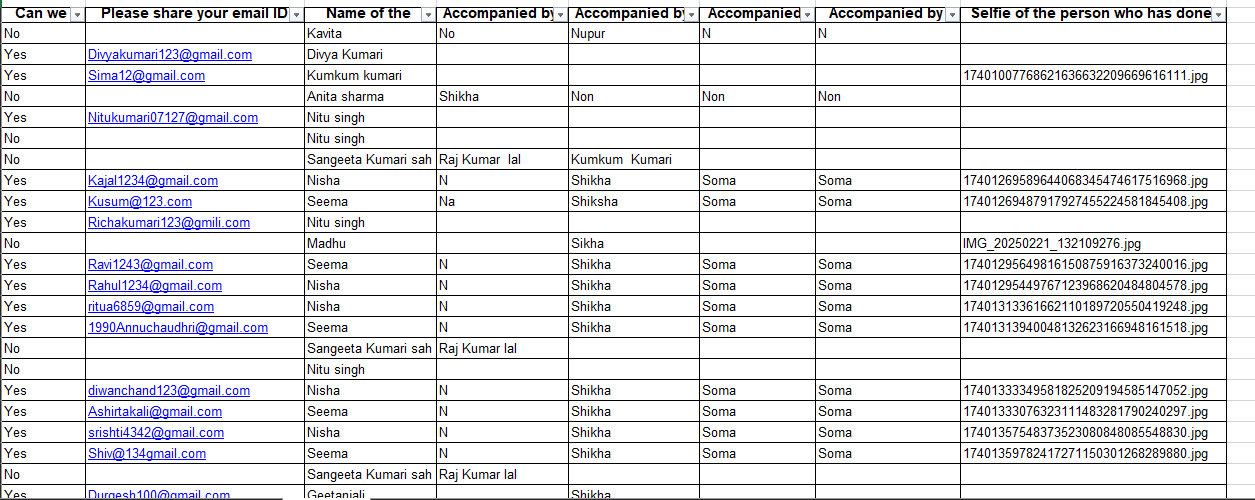 Can we Please share your email ID Name of the Accompanied by Accompanied by Accompanied Accompanied by Selfie of the person who has done
No Kavita No Nupur N N
Yes Divyakumari123@gmail.com Divya Kumari
Yes Sima12@gmail.com Kumkum kumari 17401007768621636632209669616111.jpg
No Anita sharma Shikha Non Non Non
Yes Nitukumari07127@gmail.com Nitu singh
No Nitu singh
No Sangeeta Kumari sah Raj Kumar lal Kumkum Kumari
Yes Kajal1234@gmail.com Nisha N Shikha Soma Soma 17401269589644068345474617516968.jpg
Yes Kusum@123.com Seema Na Shiksha Soma Soma 17401269487917927455224581845408.jpg
Yes Richakumari123@gmili.com Nitu singh
No Madhu Sikha IMG_20250221_132109276.jpg
Yes Ravi1243@gmail.com Seema N Shikha Soma Soma 17401295649816150875916373240016.jpg
Yes Rahul1234@gmail.com Nisha N Shikha Soma Soma 17401295449767123968620484804578.jpg
Yes ritua6859@gmail.com Nisha N Shikha Soma Soma 17401313361662110189720550419248.jpg
Yes 1990Annuchaudhri@gmail.com Seema N Shikha Soma Soma 17401313940048132623166948161518.jpg
No Sangeeta Kumari sah Raj Kumar lal
No Nitu singh
Yes diwanchand123@gmail.com Nisha N Shikha Soma Soma 17401333349581825209194585147052.jpg
Yes Ashirtakali@gmail.com Seema N Shikha Soma Soma 17401333076323111483281790240297.jpg
Yes srishti4342@gmail.com Nisha N Shikha Soma Soma 17401357548373523080848085548830.jpg
Yes Shiv@134gmail.com Seema N Shikha Soma Soma 17401359782417271150301268289880.jpg
No Sangeeta Kumari sah Raj Kumar lal
Yes Durgesh100@gmail.com Geetanjali Shikha